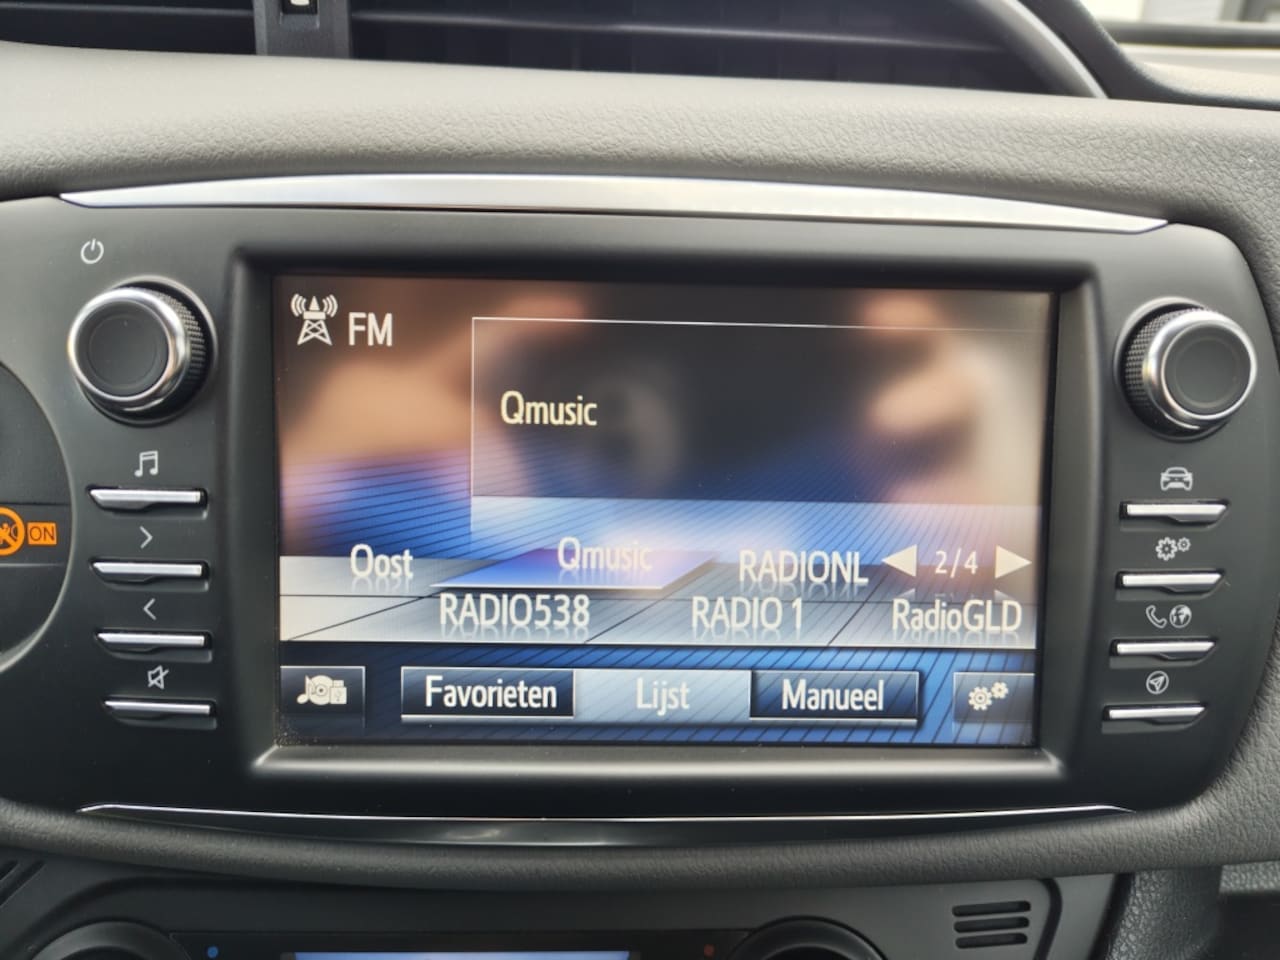 FM
Qmusic
Oost Qmusic RADIONL 2/4
RADIO538 RADIO 1 RadioGLD
Favorieten Lijst Manueel
ON